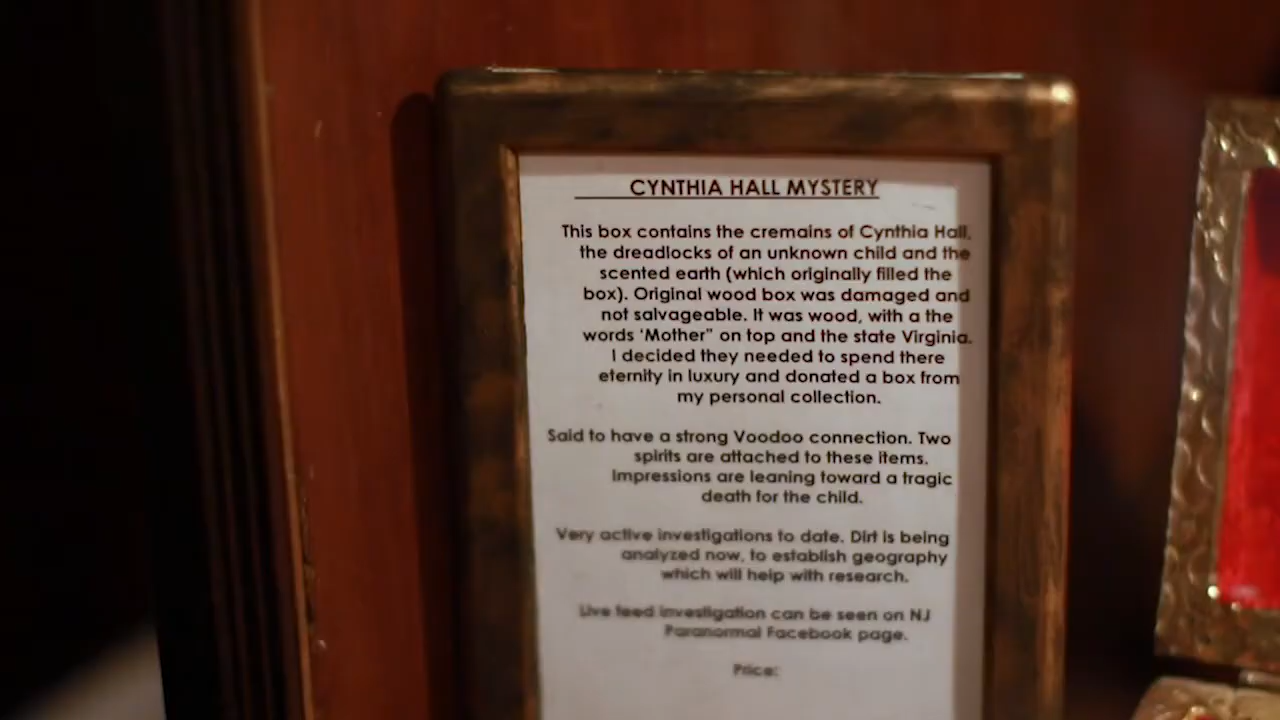 CYNTHIA HALL MYSTERY
This box contains the cremains of Cynthia Hall,
the dreadlocks of an unknown child and the
scented earth (which originally filled the
box). Original wood box was damaged and
not salvageable. It was wood, with a the
words ‘Mother” on top and the state Virginia.
I decided they needed to spend there
eternity in luxury and donated a box from
my personal collection.
Said to have a strong Voodoo connection. Two
spirits are attached to these items.
Impressions are leaning toward a tragic
death for the child.
Very active investigations to date. Dirt is being
analyzed now, to establish geography
which will help with research.
Live feed investigation can be seen on NJ
Paranormal Facebook page.
Price: